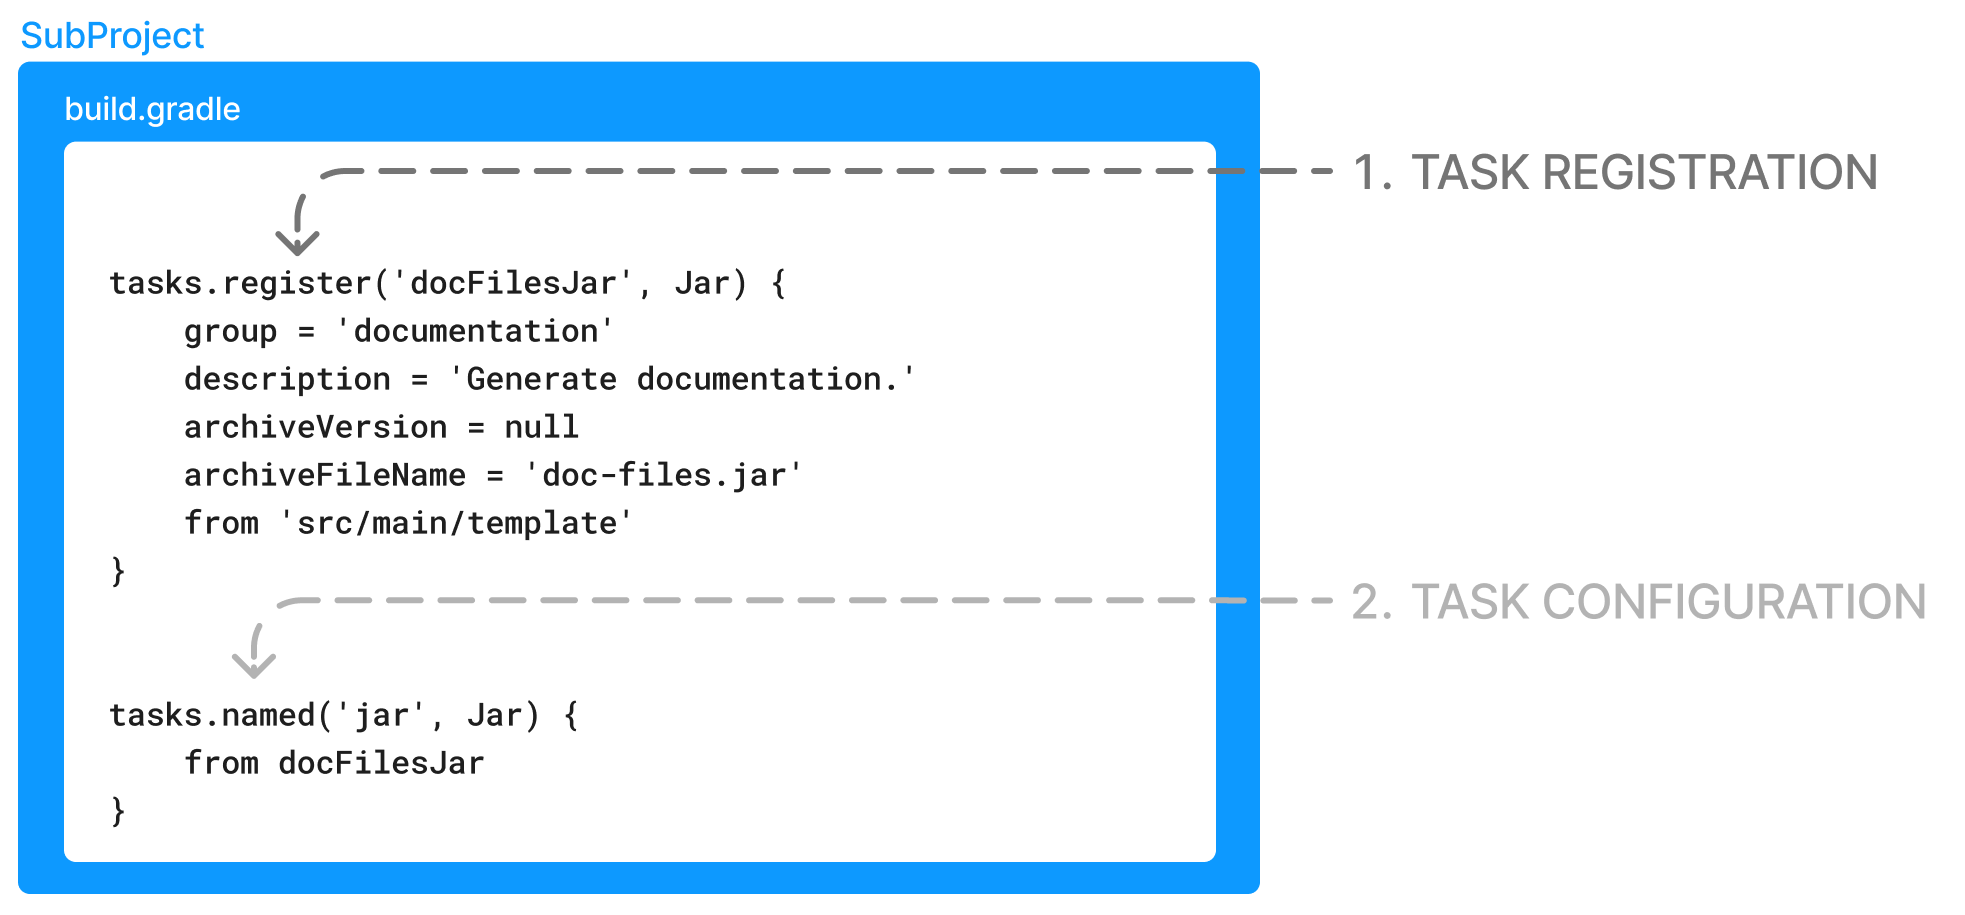 SubProject
build.gradle
1. TASK REGISTRATION
tasks.register('docFilesJar', Jar) {
    group = 'documentation'
    description = 'Generate documentation.'
    archiveVersion = null
    archiveFileName = 'doc-files.jar'
    from 'src/main/template'
}
2. TASK CONFIGURATION
tasks.named('jar', Jar) {
    from docFilesJar
}